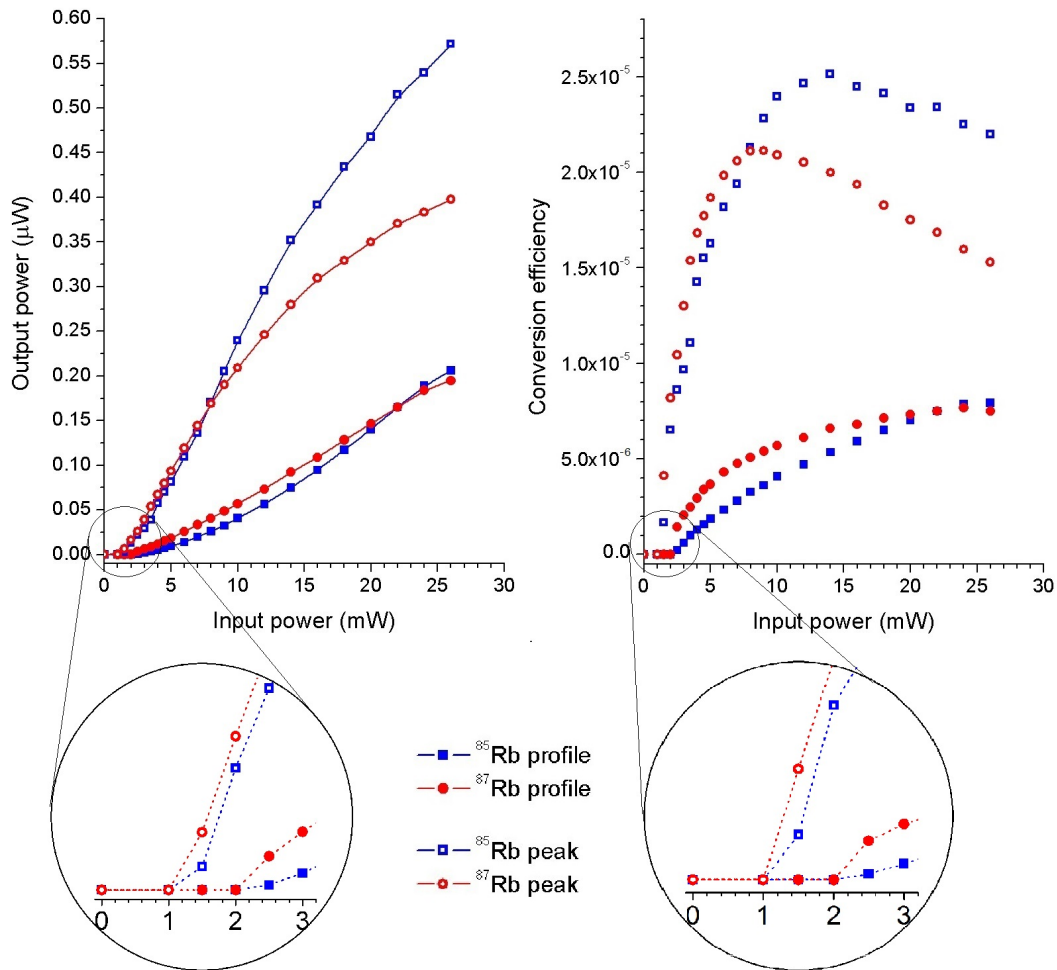 0.60
0.55
0.50
0.45
0.40
0.35
0.30
0.25
0.20
0.15
0.10
0.05
0.00
Output power (μW)
0 5 10 15 20 25 30
Input power (mW)
2.5x10⁻⁵
2.0x10⁻⁵
1.5x10⁻⁵
1.0x10⁻⁵
5.0x10⁻⁶
0.0
Conversion efficiency
0 5 10 15 20 25 30
Input power (mW)
0 1 2 3
⁸⁵Rb profile
⁸⁷Rb profile
⁸⁵Rb peak
⁸⁷Rb peak
0 1 2 3